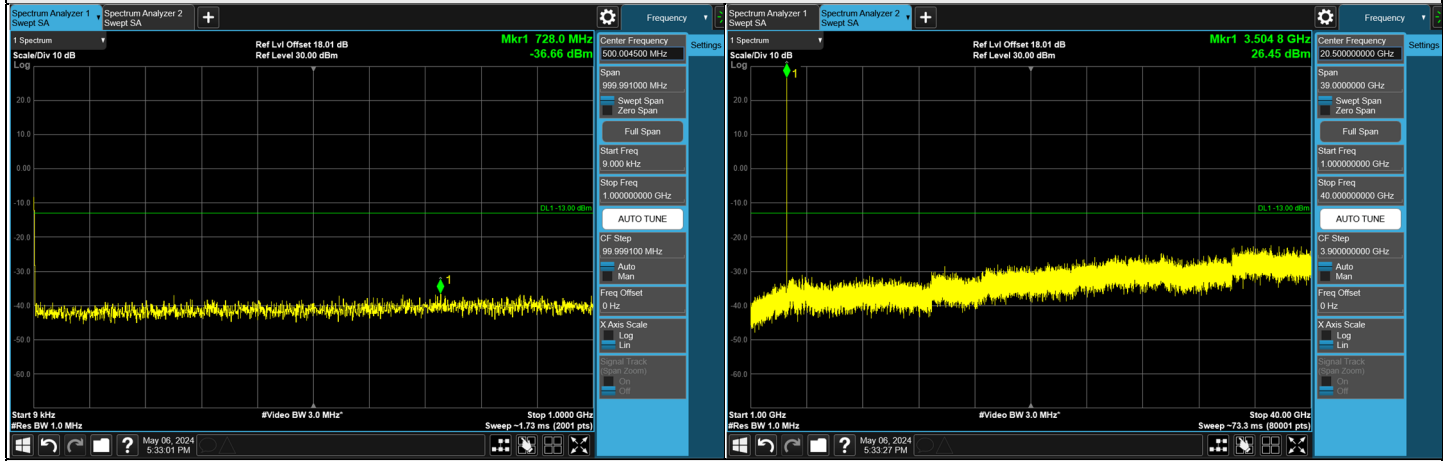 Spectrum Analyzer 1
Swept SA
Spectrum Analyzer 2
Swept SA
+
Frequency
1 Spectrum
Scale/Div 10 dB
Log
Ref Lvl Offset 18.01 dB
Ref Level 30.00 dBm
Mkr1 728.0 MHz
-36.66 dBm
20.0
10.0
0.00
-10.0
-20.0
-30.0
-40.0
-50.0
-60.0
DL1 -13.00 dBm
1
Start 9 kHz
#Res BW 1.0 MHz
#Video BW 3.0 MHz*
Stop 1.0000 GHz
Sweep ~1.73 ms (2001 pts)
Center Frequency
500.004500 MHz
Settings
Span
999.991000 MHz
Swept Span
Zero Span
Full Span
Start Freq
9.000 kHz
Stop Freq
1.000000000 GHz
AUTO TUNE
CF Step
99.999100 MHz
Auto
Man
Freq Offset
0 Hz
X Axis Scale
Log
Lin
Signal Track
(Span Zoom)
On
Off
?
May 06, 2024
5:33:01 PM
Spectrum Analyzer 1
Swept SA
Spectrum Analyzer 2
Swept SA
+
Frequency
1 Spectrum
Scale/Div 10 dB
Log
Ref Lvl Offset 18.01 dB
Ref Level 30.00 dBm
Mkr1 3.504 8 GHz
26.45 dBm
1
20.0
10.0
0.00
-10.0
-20.0
-30.0
-40.0
-50.0
-60.0
DL1 -13.00 dBm
Start 1.00 GHz
#Res BW 1.0 MHz
#Video BW 3.0 MHz*
Stop 40.00 GHz
Sweep ~73.3 ms (80001 pts)
Center Frequency
20.500000000 GHz
Settings
Span
39.0000000 GHz
Swept Span
Zero Span
Full Span
Start Freq
1.000000000 GHz
Stop Freq
40.000000000 GHz
AUTO TUNE
CF Step
3.900000000 GHz
Auto
Man
Freq Offset
0 Hz
X Axis Scale
Log
Lin
Signal Track
(Span Zoom)
On
Off
?
May 06, 2024
5:33:27 PM